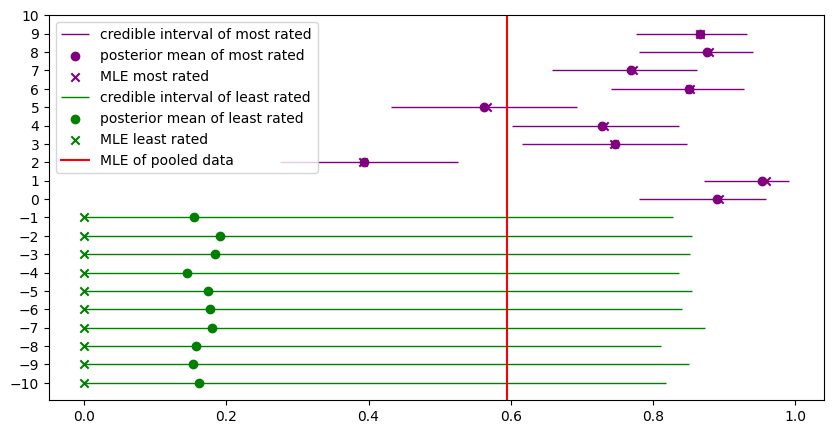 10
9
8
7
6
5
4
3
2
1
0
−1
−2
−3
−4
−5
−6
−7
−8
−9
−10
credible interval of most rated
posterior mean of most rated
MLE most rated
credible interval of least rated
posterior mean of least rated
MLE least rated
MLE of pooled data
0.0 0.2 0.4 0.6 0.8 1.0